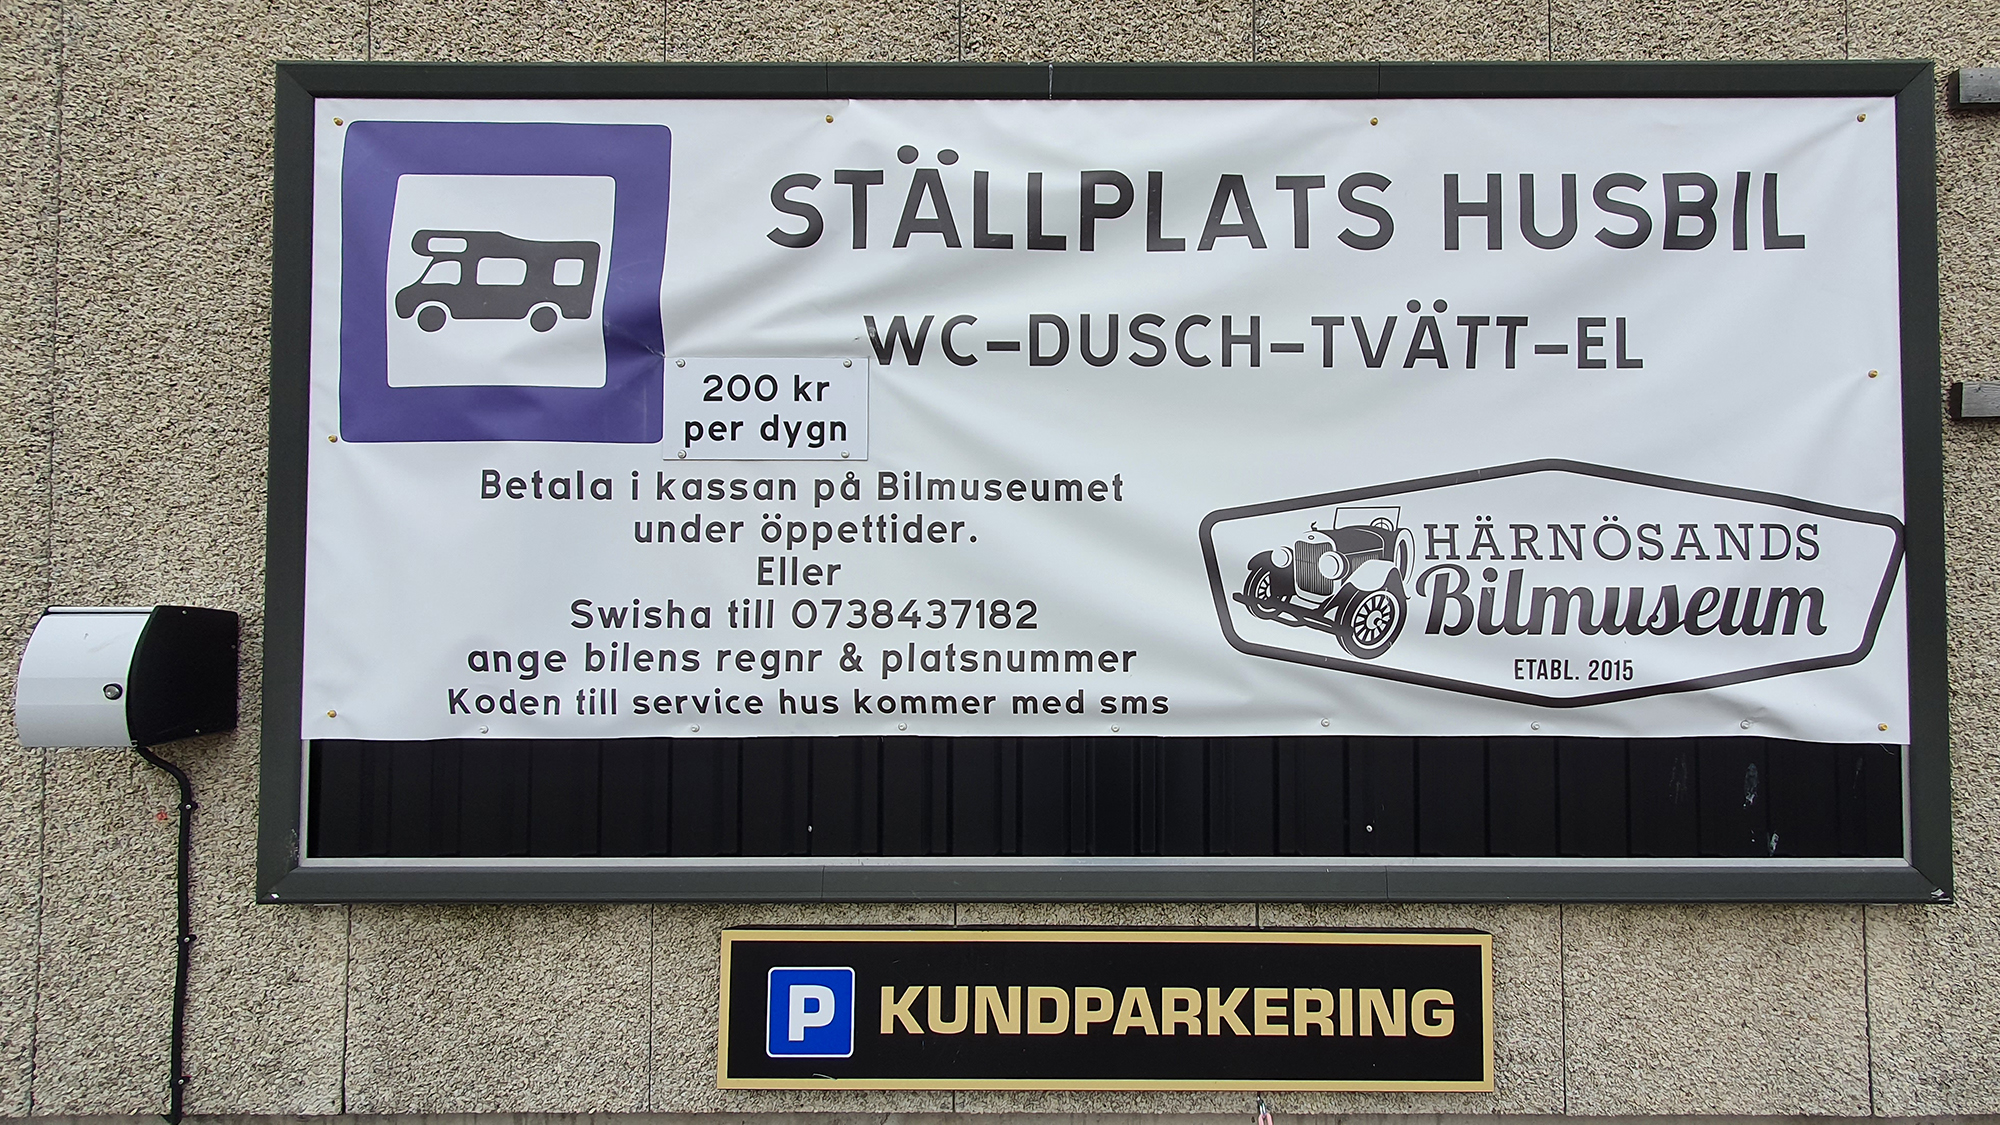 STÄLLPLATS HUSBIL
WC-DUSCH-TVÄTT-EL
200 kr
per dygn
Betala i kassan på Bilmuseumet
under öppettider.
Eller
Swisha till 0738437182
ange bilens regnr & platsnummer
Koden till service hus kommer med sms
HÄRNÖSANDS
Bilmuseum
ETABL. 2015
P KUNDPARKERING